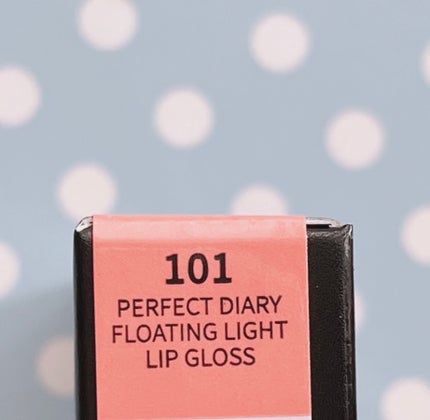 101
PERFECT DIARY
FLOATING LIGHT
LIP GLOSS